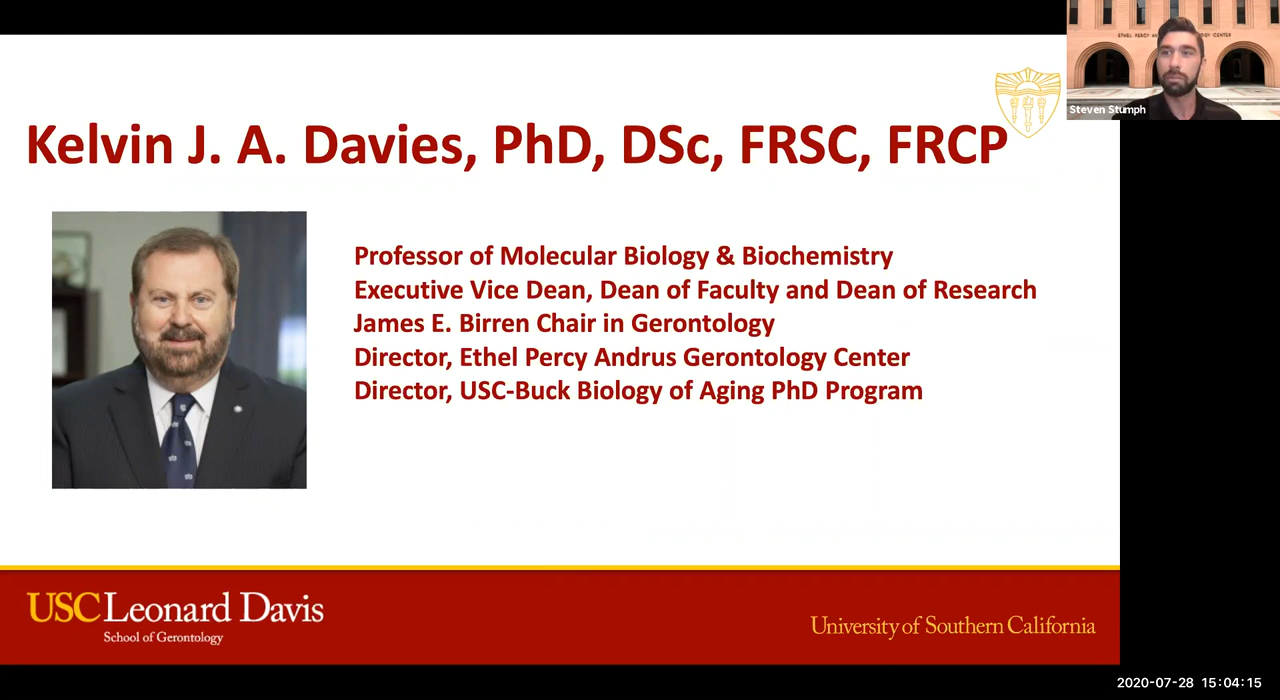 Kelvin J. A. Davies, PhD, DSc, FRSC, FRCP
Steven Stumph
Professor of Molecular Biology & Biochemistry
Executive Vice Dean, Dean of Faculty and Dean of Research
James E. Birren Chair in Gerontology
Director, Ethel Percy Andrus Gerontology Center
Director, USC-Buck Biology of Aging PhD Program
USC Leonard Davis
School of Gerontology
University of Southern California
2020-07-28 15:04:15